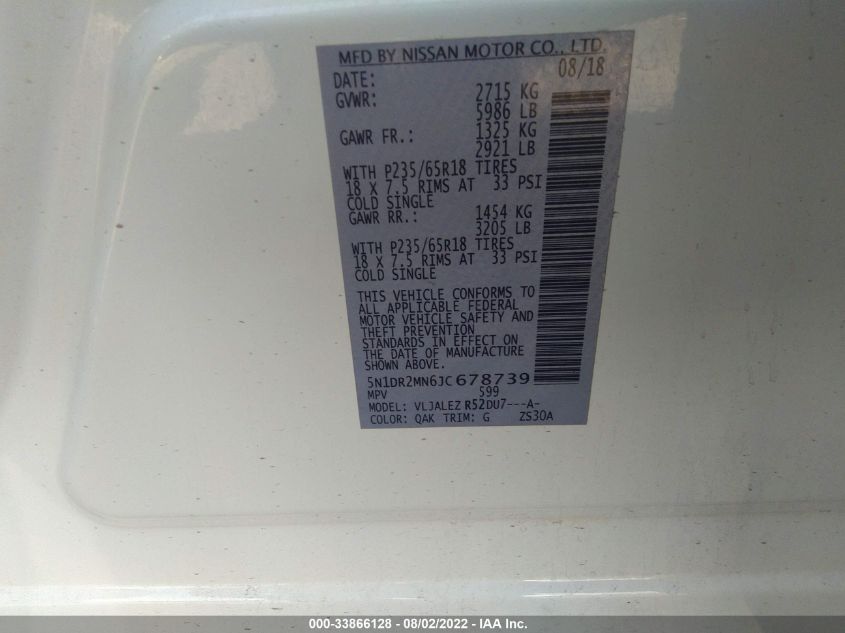 MFD BY NISSAN MOTOR CO., LTD.
DATE: 08/18
GVWR: 2715 KG
5986 LB
GAWR FR.: 1325 KG
2921 LB
WITH P235/65R18 TIRES
18 X 7.5 RIMS AT 33 PSI
COLD SINGLE
GAWR RR.: 1454 KG
3205 LB
WITH P235/65R18 TIRES
18 X 7.5 RIMS AT 33 PSI
COLD SINGLE
THIS VEHICLE CONFORMS TO
ALL APPLICABLE FEDERAL
MOTOR VEHICLE SAFETY AND
THEFT PREVENTION
STANDARDS IN EFFECT ON
THE DATE OF MANUFACTURE
SHOWN ABOVE.
5N1DR2MN6JC678739
MPV 599
MODEL: VLJALEZ R52DU7---A-
COLOR: QAK TRIM: G ZS30A
000-33866128 - 08/02/2022 - IAA Inc.